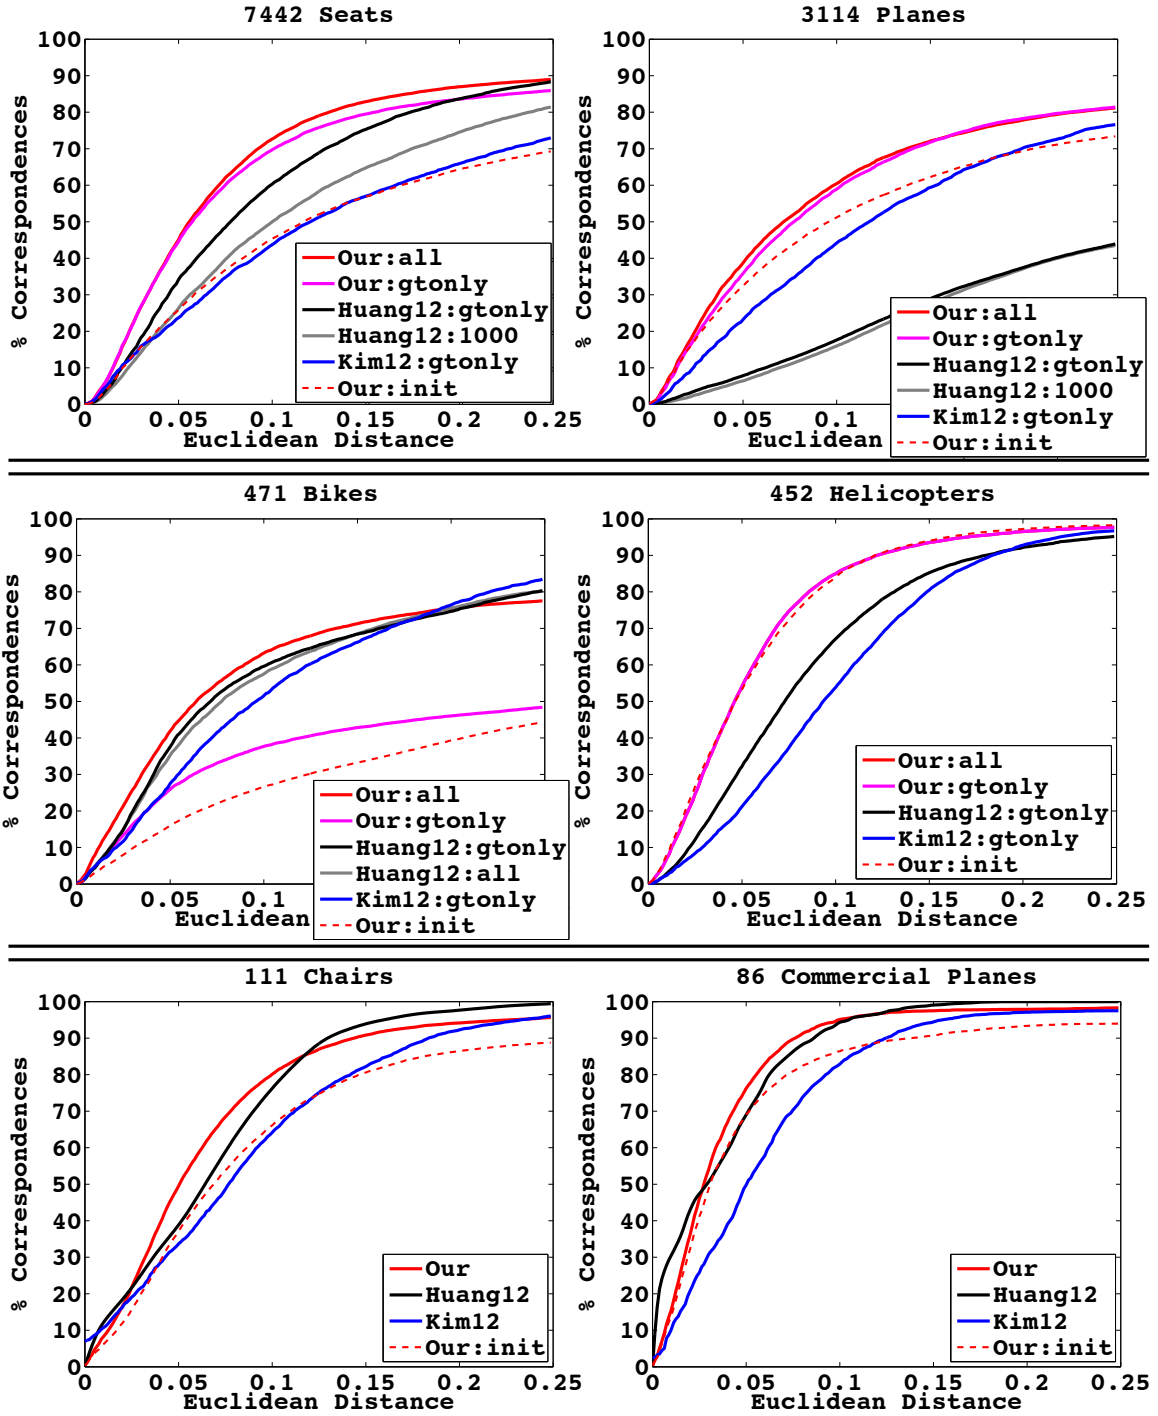 7442 Seats
% Correspondences
100
90
80
70
60
50
40
30
20
10
0
Our:all
Our:gtonly
Huang12:gtonly
Huang12:1000
Kim12:gtonly
Our:init
0 0.05 0.1 0.15 0.2 0.25
Euclidean Distance
3114 Planes
% Correspondences
100
90
80
70
60
50
40
30
20
10
0
Our:all
Our:gtonly
Huang12:gtonly
Huang12:1000
Kim12:gtonly
Our:init
0 0.05 0.1
Euclidean
471 Bikes
% Correspondences
100
90
80
70
60
50
40
30
20
10
0
Our:all
Our:gtonly
Huang12:gtonly
Huang12:all
Kim12:gtonly
Our:init
0 0.05 0.1
Euclidean
452 Helicopters
% Correspondences
100
90
80
70
60
50
40
30
20
10
0
Our:all
Our:gtonly
Huang12:gtonly
Kim12:gtonly
Our:init
0 0.05 0.1 0.15 0.2 0.25
Euclidean Distance
111 Chairs
% Correspondences
100
90
80
70
60
50
40
30
20
10
0
Our
Huang12
Kim12
Our:init
0 0.05 0.1 0.15 0.2 0.25
Euclidean Distance
86 Commercial Planes
% Correspondences
100
90
80
70
60
50
40
30
20
10
0
Our
Huang12
Kim12
Our:init
0 0.05 0.1 0.15 0.2 0.25
Euclidean Distance